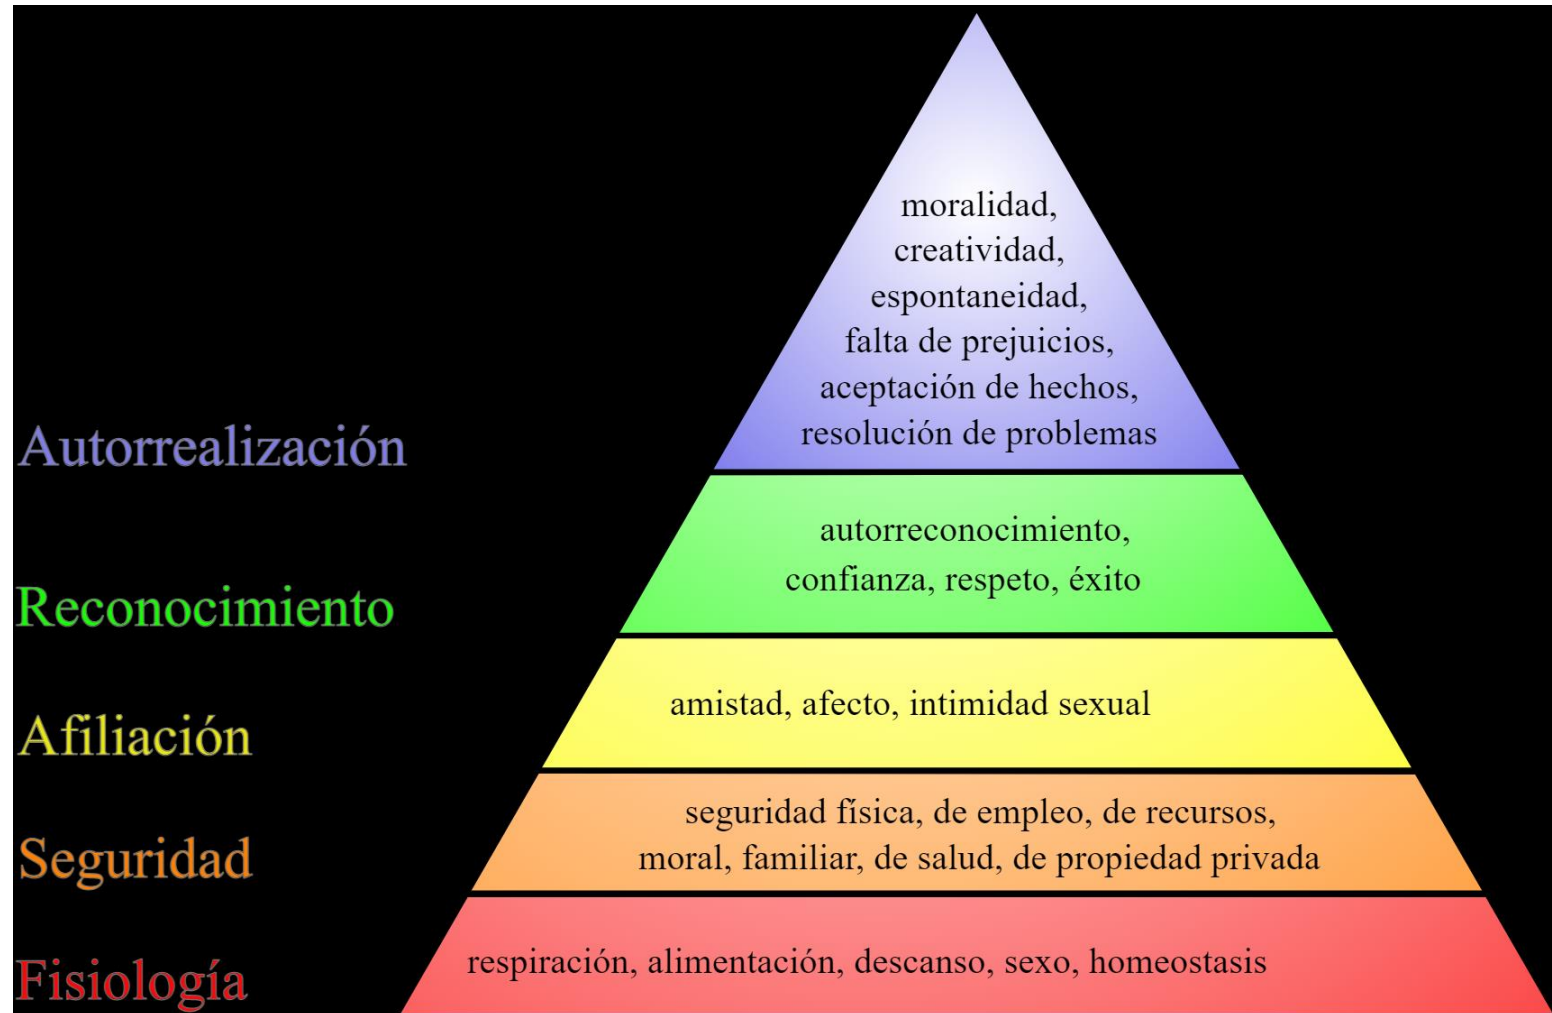 moralidad,
creatividad,
espontaneidad,
falta de prejuicios,
aceptación de hechos,
resolución de problemas
Autorrealización
autorreconocimiento,
confianza, respeto, éxito
Reconocimiento
amistad, afecto, intimidad sexual
Afiliación
seguridad física, de empleo, de recursos,
moral, familiar, de salud, de propiedad privada
Seguridad
respiración, alimentación, descanso, sexo, homeostasis
Fisiología